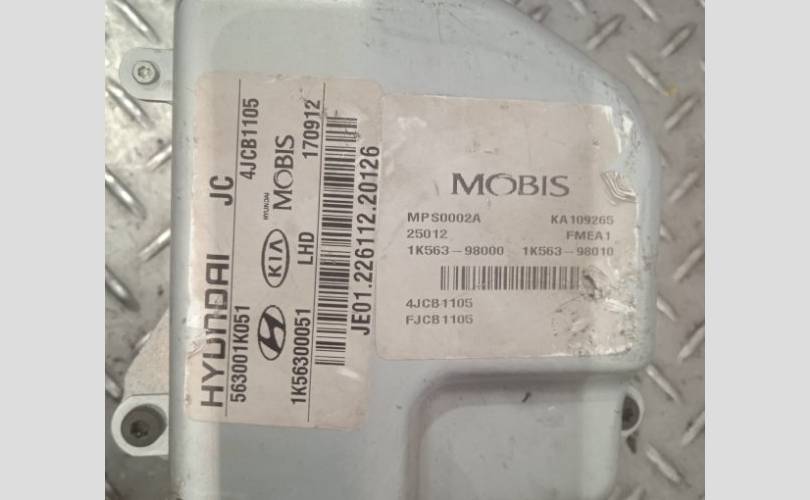 HYUNDAI JC
563001K051 4JCB1105
KIA HYUNDAI MOBIS
1K56300051 LHD 170912
JE01.226112.20126
MOBIS
MPS0002A KA109265
25012 FMEA1
1K563-98000 1K563-98010
4JCB1105
FJCB1105